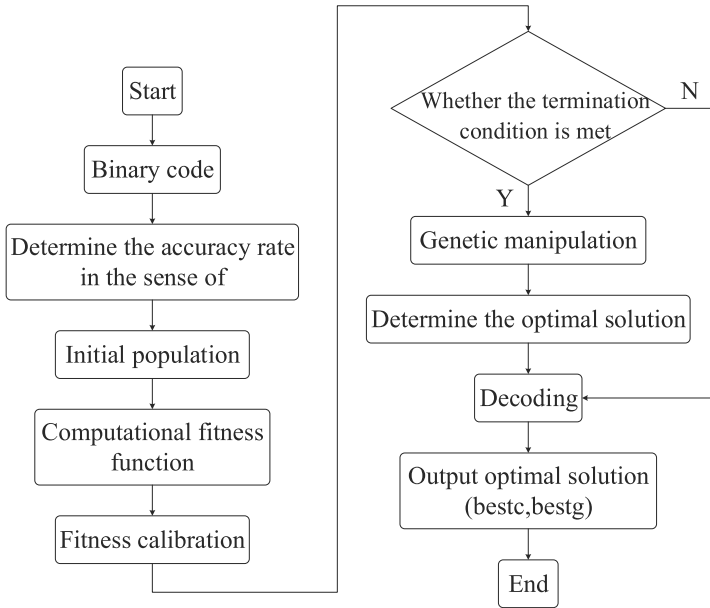 Start
Binary code
Determine the accuracy rate
in the sense of
Initial population
Computational fitness
function
Fitness calibration
Whether the termination
condition is met
N
Y
Genetic manipulation
Determine the optimal solution
Decoding
Output optimal solution
(bestc,bestg)
End